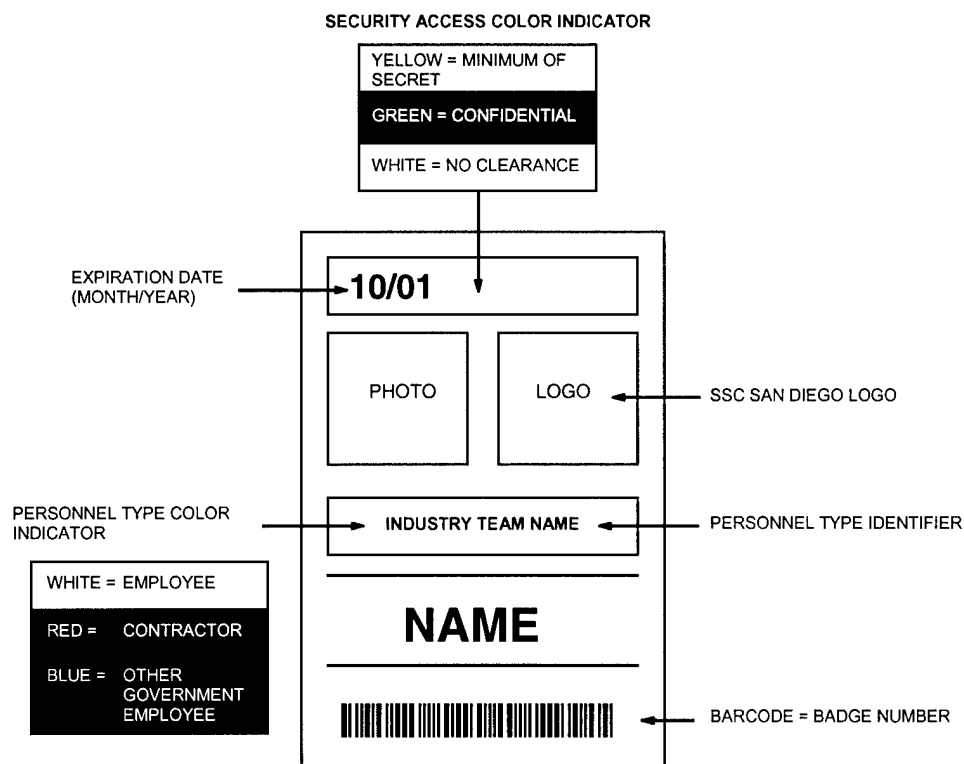 SECURITY ACCESS COLOR INDICATOR
YELLOW = MINIMUM OF
SECRET
GREEN = CONFIDENTIAL
WHITE = NO CLEARANCE
EXPIRATION DATE
(MONTH/YEAR)
10/01
PHOTO
LOGO
SSC SAN DIEGO LOGO
PERSONNEL TYPE COLOR
INDICATOR
INDUSTRY TEAM NAME
PERSONNEL TYPE IDENTIFIER
WHITE = EMPLOYEE
RED = CONTRACTOR
BLUE = OTHER
GOVERNMENT
EMPLOYEE
NAME
BARCODE = BADGE NUMBER